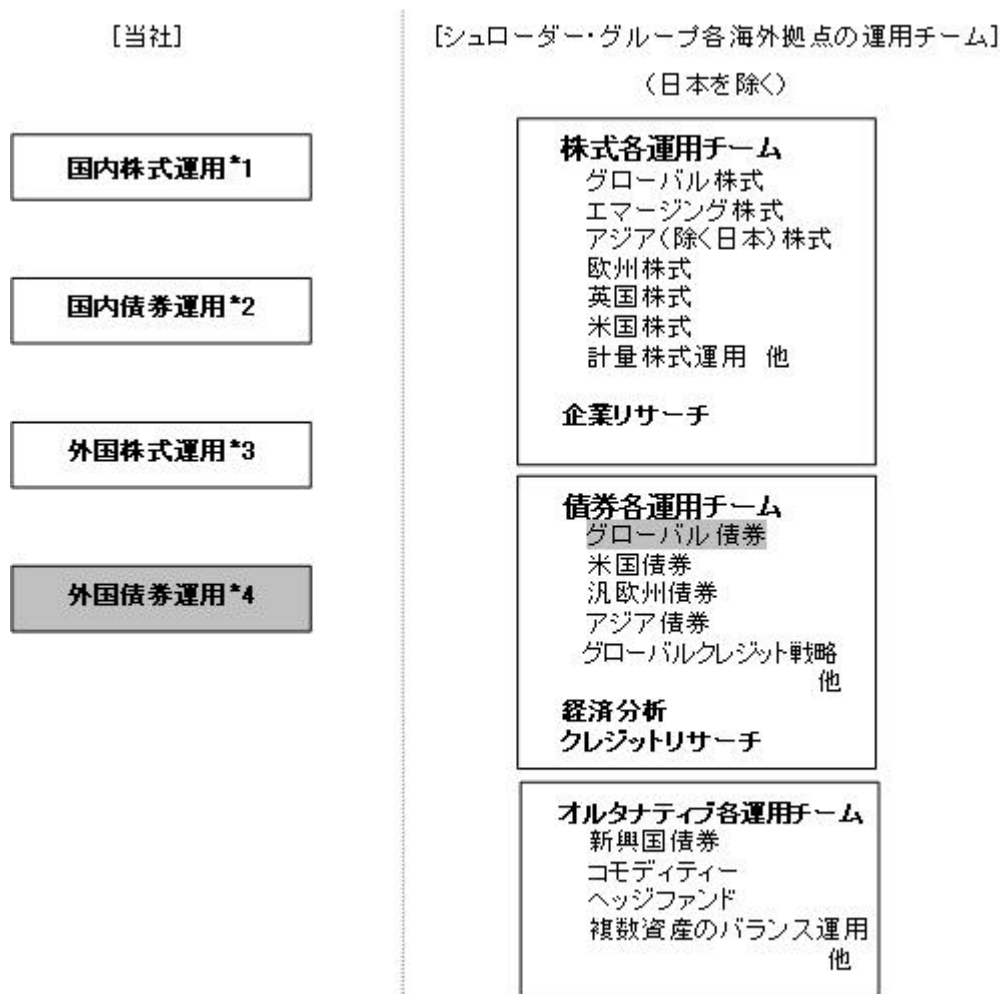 [当社]
国内株式運用*1
国内債券運用*2
外国株式運用*3
外国債券運用*4
[シュローダー・グループ各海外拠点の運用チーム]
（日本を除く）
株式各運用チーム
グローバル株式
エマージング株式
アジア（除く日本）株式
欧州株式
英国株式
米国株式
計量株式運用 他
企業リサーチ
債券各運用チーム
グローバル債券
米国債券
汎欧州債券
アジア債券
グローバルクレジット戦略
他
経済分析
クレジットリサーチ
オルタナティブ各運用チーム
新興国債券
コモディティー
ヘッジファンド
複数資産のバランス運用
他